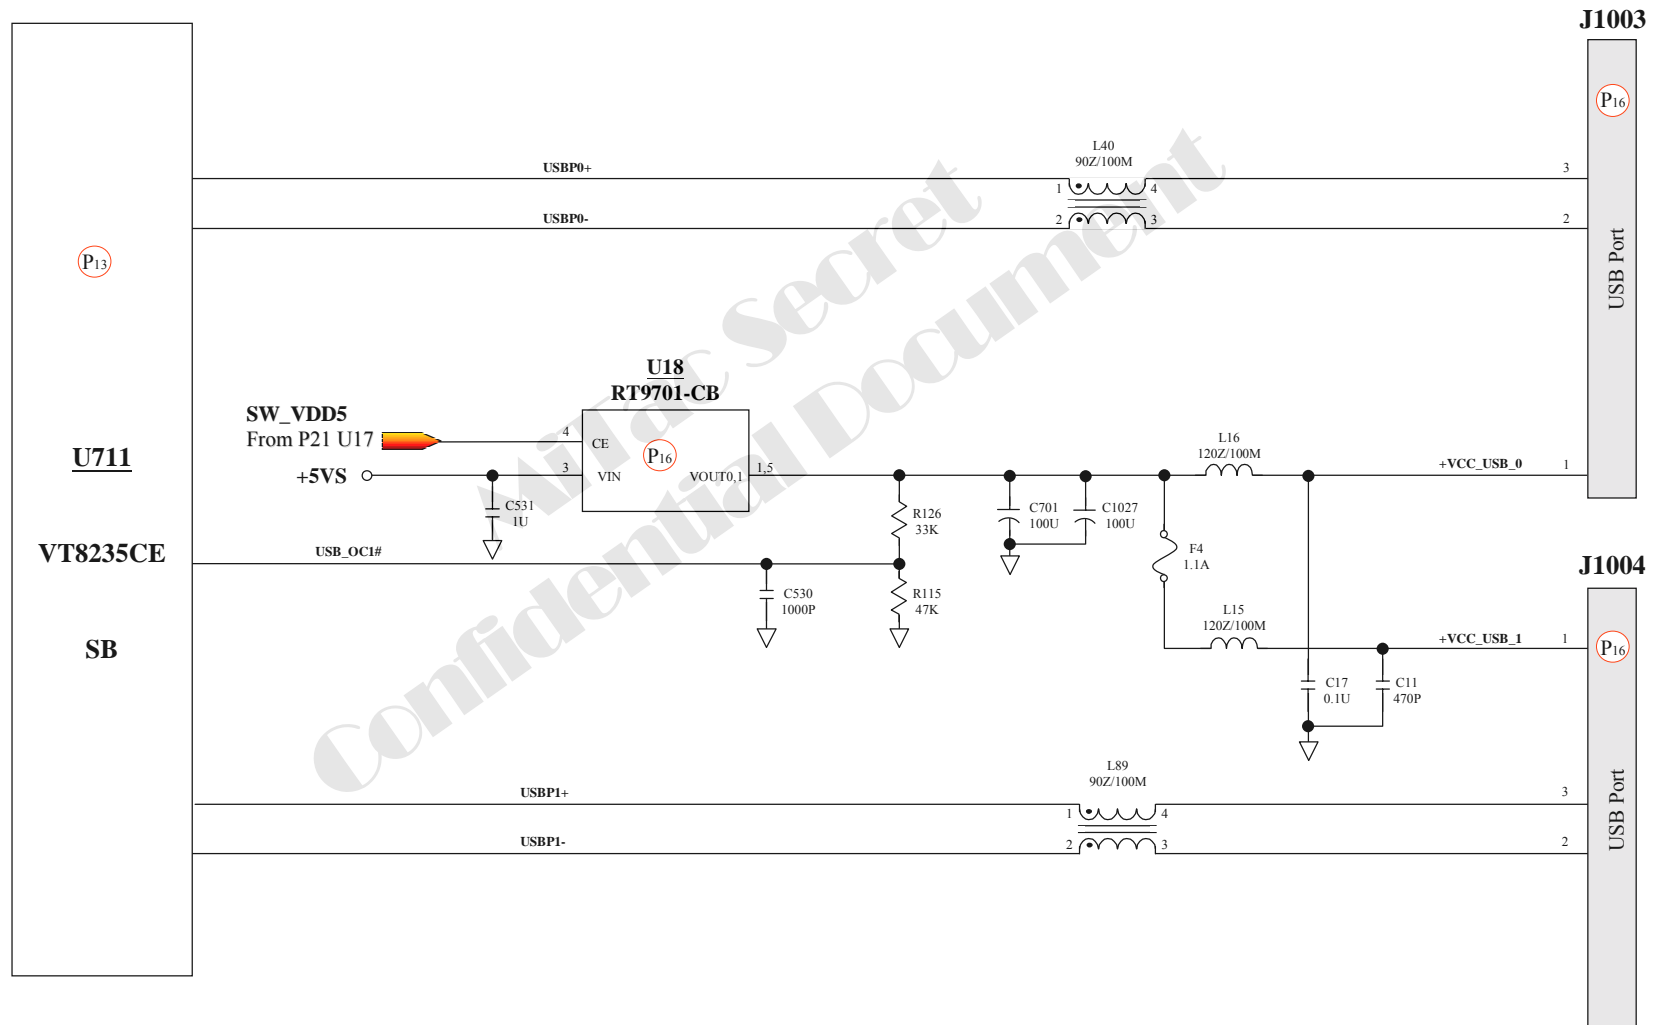 J1003
P16
L40
90Z/100M
USBP0+
1
4
3
USBP0-
2
3
2
USB Port
P13
MiTac Secret
Confidential Document
U18
RT9701-CB
SW_VDD5
From P21 U17
4
CE
P16
+5VS
3
VIN
VOUT0,1
1,5
L16
120Z/100M
+VCC_USB_0
1
U711
C531
1U
R126
33K
C701
100U
C1027
100U
F4
1.1A
VT8235CE
USB_OC1#
J1004
C530
1000P
R115
47K
L15
120Z/100M
+VCC_USB_1
1
P16
SB
C17
0.1U
C11
470P
L89
90Z/100M
USBP1+
1
4
3
USBP1-
2
3
2
USB Port